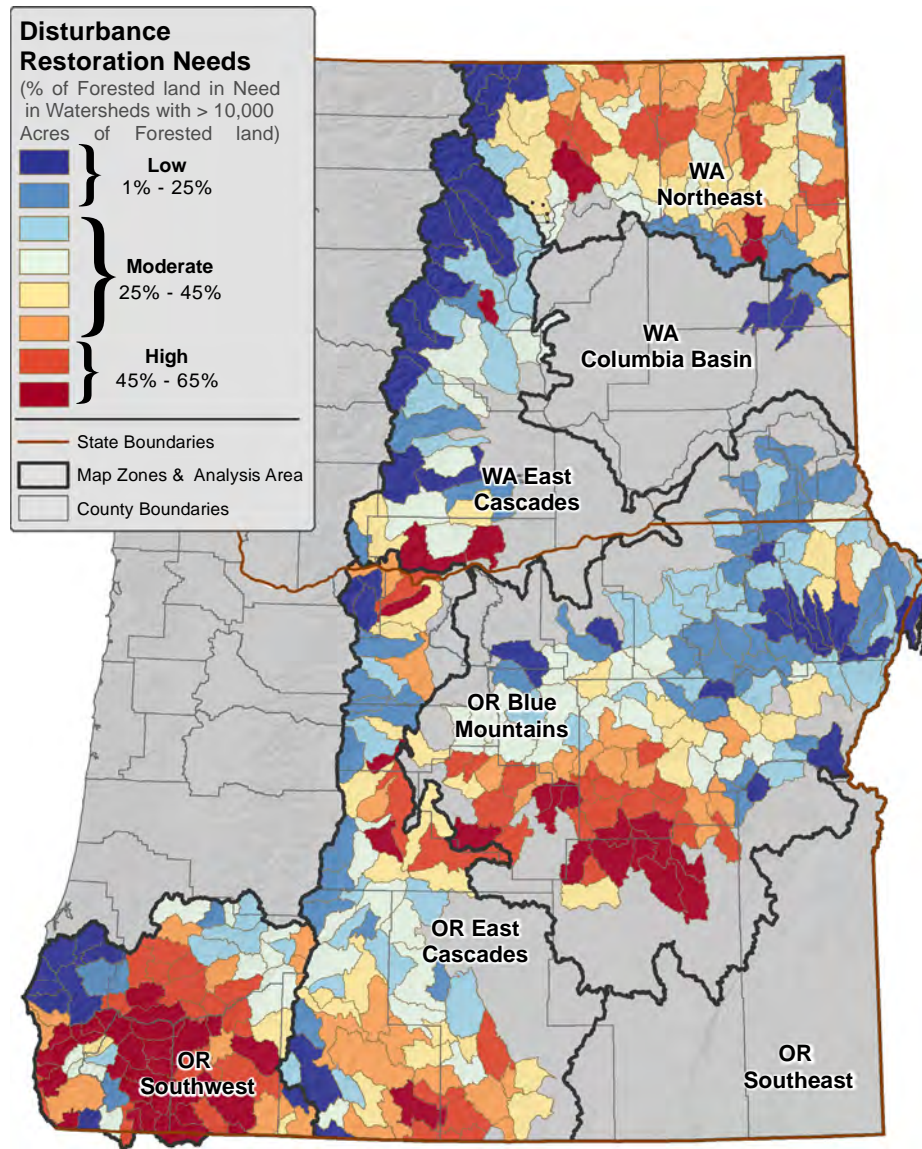 Disturbance
Restoration Needs
(% of Forested land in Need
in Watersheds with > 10,000
Acres of Forested land)
Low
1% - 25%
Moderate
25% - 45%
High
45% - 65%
State Boundaries
Map Zones & Analysis Area
County Boundaries
WA
Northeast
WA
Columbia Basin
WA East
Cascades
OR Blue
Mountains
OR East
Cascades
OR
Southwest
OR
Southeast